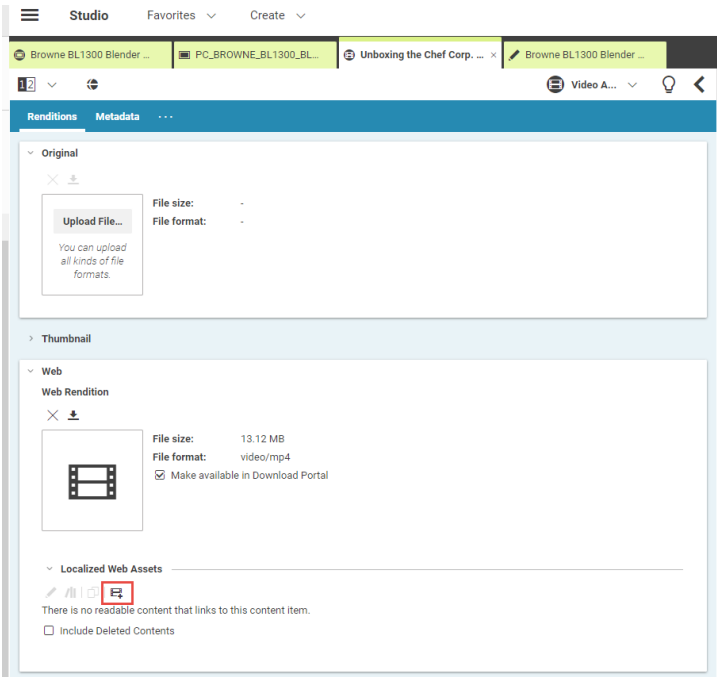 Studio Favorites Create
Browne BL1300 Blender ... PC_BROWNE_BL1300_BL... Unboxing the Chef Corp. ... × Browne BL1300 Blender ...
12 Video A...
Renditions Metadata ...
Original
File size: -
Upload File... File format: -
You can upload
all kinds of file
formats.
Thumbnail
Web
Web Rendition
File size: 13.12 MB
File format: video/mp4
Make available in Download Portal
Localized Web Assets
There is no readable content that links to this content item.
Include Deleted Contents